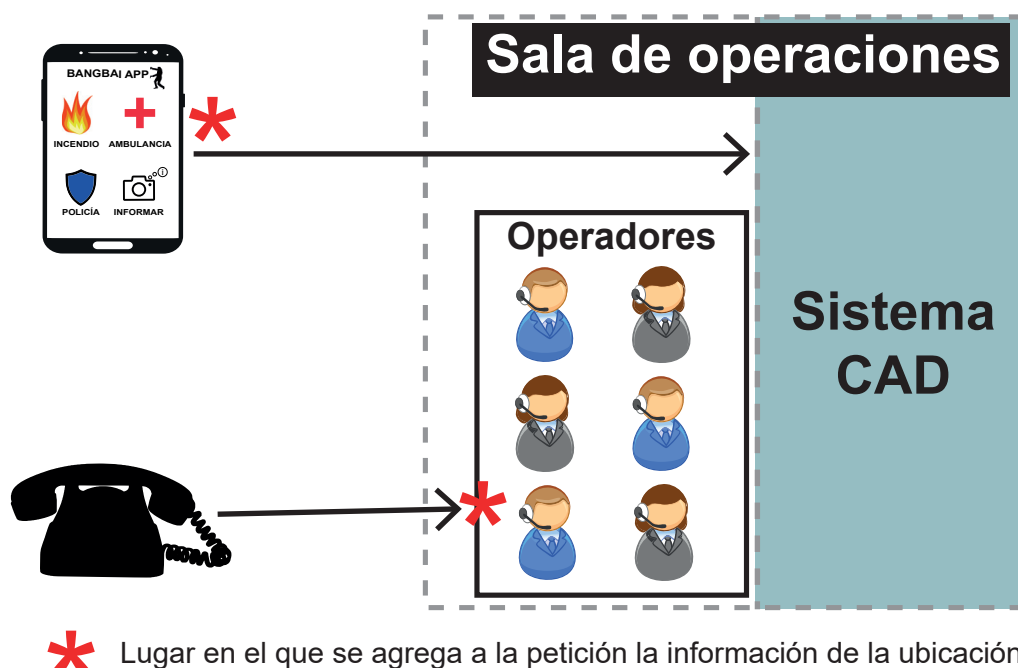 BANGBAI APP
INCENDIO AMBULANCIA
POLICÍA INFORMAR
Sala de operaciones
Operadores
Sistema
CAD
* Lugar en el que se agrega a la petición la información de la ubicación